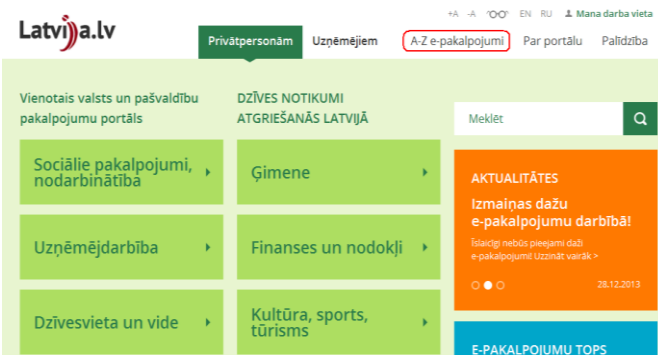 +A -A EN RU Mana darba vieta
Latvija.lv
Privātpersonām Uzņēmējiem A-Z e-pakalpojumi Par portālu Palīdzība
Vienotais valsts un pašvaldību
pakalpojumu portāls
DZĪVES NOTIKUMI
ATGRIEŠANĀS LATVIJĀ
Meklēt
Sociālie pakalpojumi,
nodarbinātība
Ģimene
Uzņēmējdarbība
Finanses un nodokļi
Dzīvesvieta un vide
Kultūra, sports,
tūrisms
AKTUALITĀTES
Izmaiņas dažu
e-pakalpojumu darbībā!
Īslaicīgi nebūs pieejami daži
e-pakalpojumi! Uzzināt vairāk >
28.12.2013
E-PAKALPOJUMU TOPS